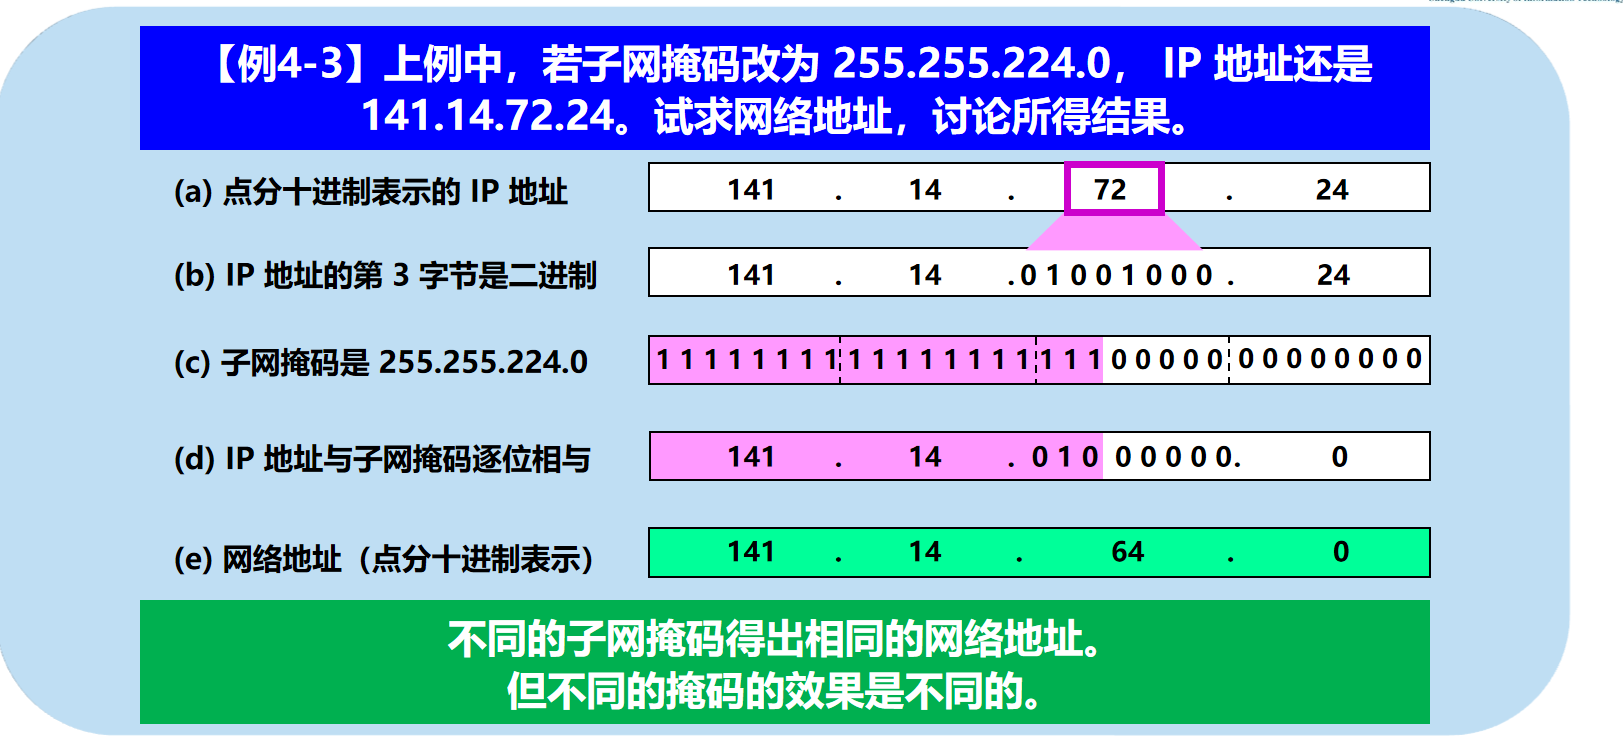 【例4-3】上例中，若子网掩码改为 255.255.224.0， IP 地址还是
141.14.72.24。试求网络地址，讨论所得结果。
(a) 点分十进制表示的 IP 地址
141 . 14 . 72 . 24
(b) IP 地址的第 3 字节是二进制
141 . 14 . 0 1 0 0 1 0 0 0 . 24
(c) 子网掩码是 255.255.224.0
1 1 1 1 1 1 1 1 1 1 1 1 1 1 1 1 1 1 1 0 0 0 0 0 0 0 0 0 0 0 0 0
(d) IP 地址与子网掩码逐位相与
141 . 14 . 0 1 0 0 0 0 0 0 . 0
(e) 网络地址（点分十进制表示）
141 . 14 . 64 . 0
不同的子网掩码得出相同的网络地址。
但不同的掩码的效果是不同的。